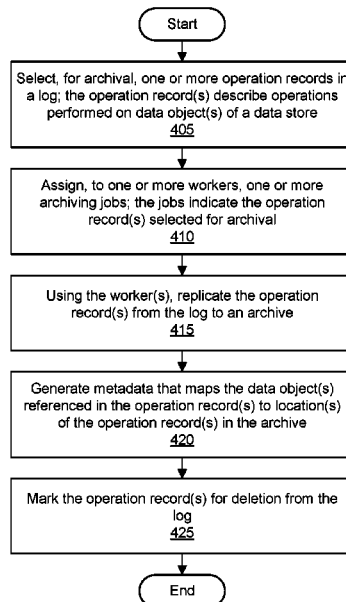 Start
Select, for archival, one or more operation records in
a log; the operation record(s) describe operations
performed on data object(s) of a data store
405
Assign, to one or more workers, one or more
archiving jobs; the jobs indicate the operation
record(s) selected for archival
410
Using the worker(s), replicate the operation
record(s) from the log to an archive
415
Generate metadata that maps the data object(s)
referenced in the operation record(s) to location(s)
of the operation record(s) in the archive
420
Mark the operation record(s) for deletion from the
log
425
End